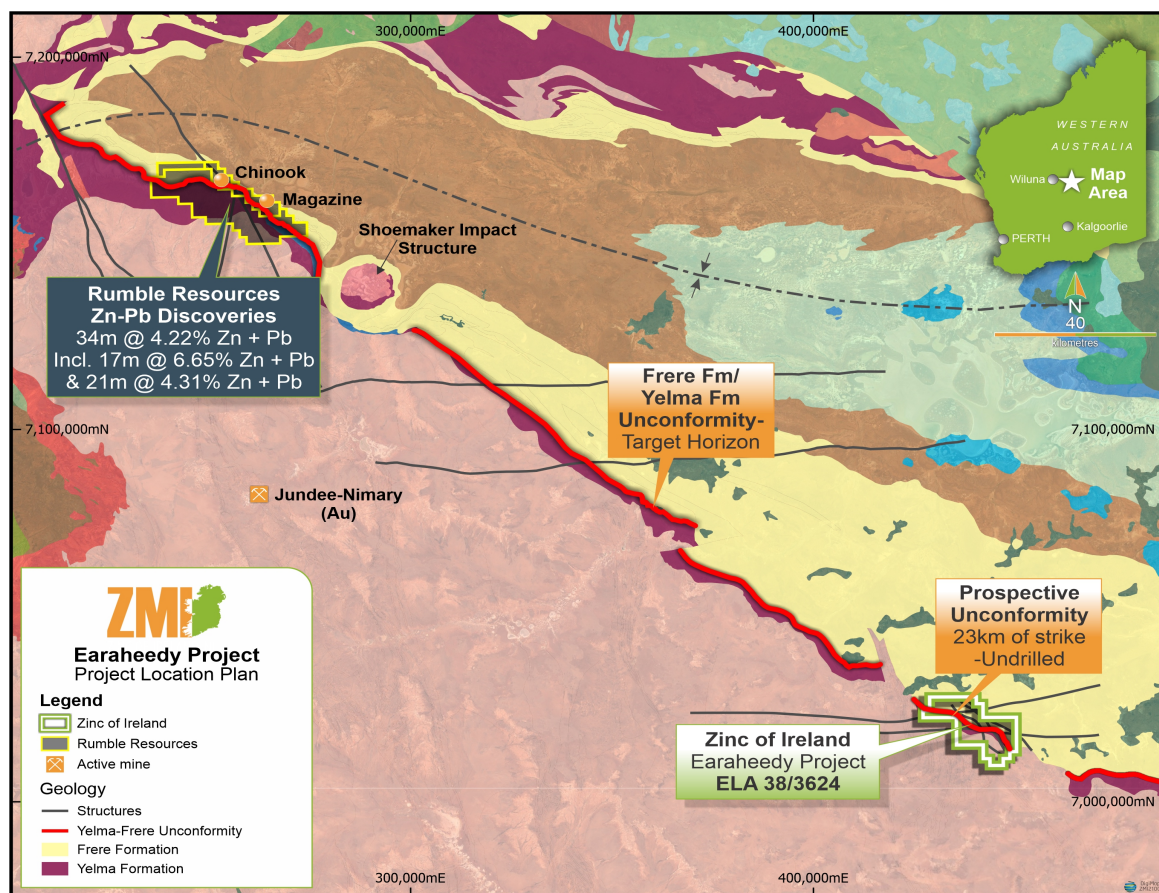 300,000mE
400,000mE
7,200,000mN
WESTERN
AUSTRALIA
Wiluna
Map
Area
Kalgoorlie
PERTH
N
40
kilometres
Chinook
Magazine
Shoemaker Impact
Structure
Rumble Resources
Zn-Pb Discoveries
34m @ 4.22% Zn + Pb
Incl. 17m @ 6.65% Zn + Pb
& 21m @ 4.31% Zn + Pb
Frere Fm/
Yelma Fm
Unconformity-
Target Horizon
7,100,000mN
7,100,000mN
Jundee-Nimary
(Au)
Prospective
Unconformity
23km of strike
-Undrilled
Zinc of Ireland
Earaheedy Project
ELA 38/3624
7,000,000mN
ZMI
Earaheedy Project
Project Location Plan
Legend
Zinc of Ireland
Rumble Resources
Active mine
Geology
Structures
Yelma-Frere Unconformity
Frere Formation
Yelma Formation
300,000mE
400,000mE